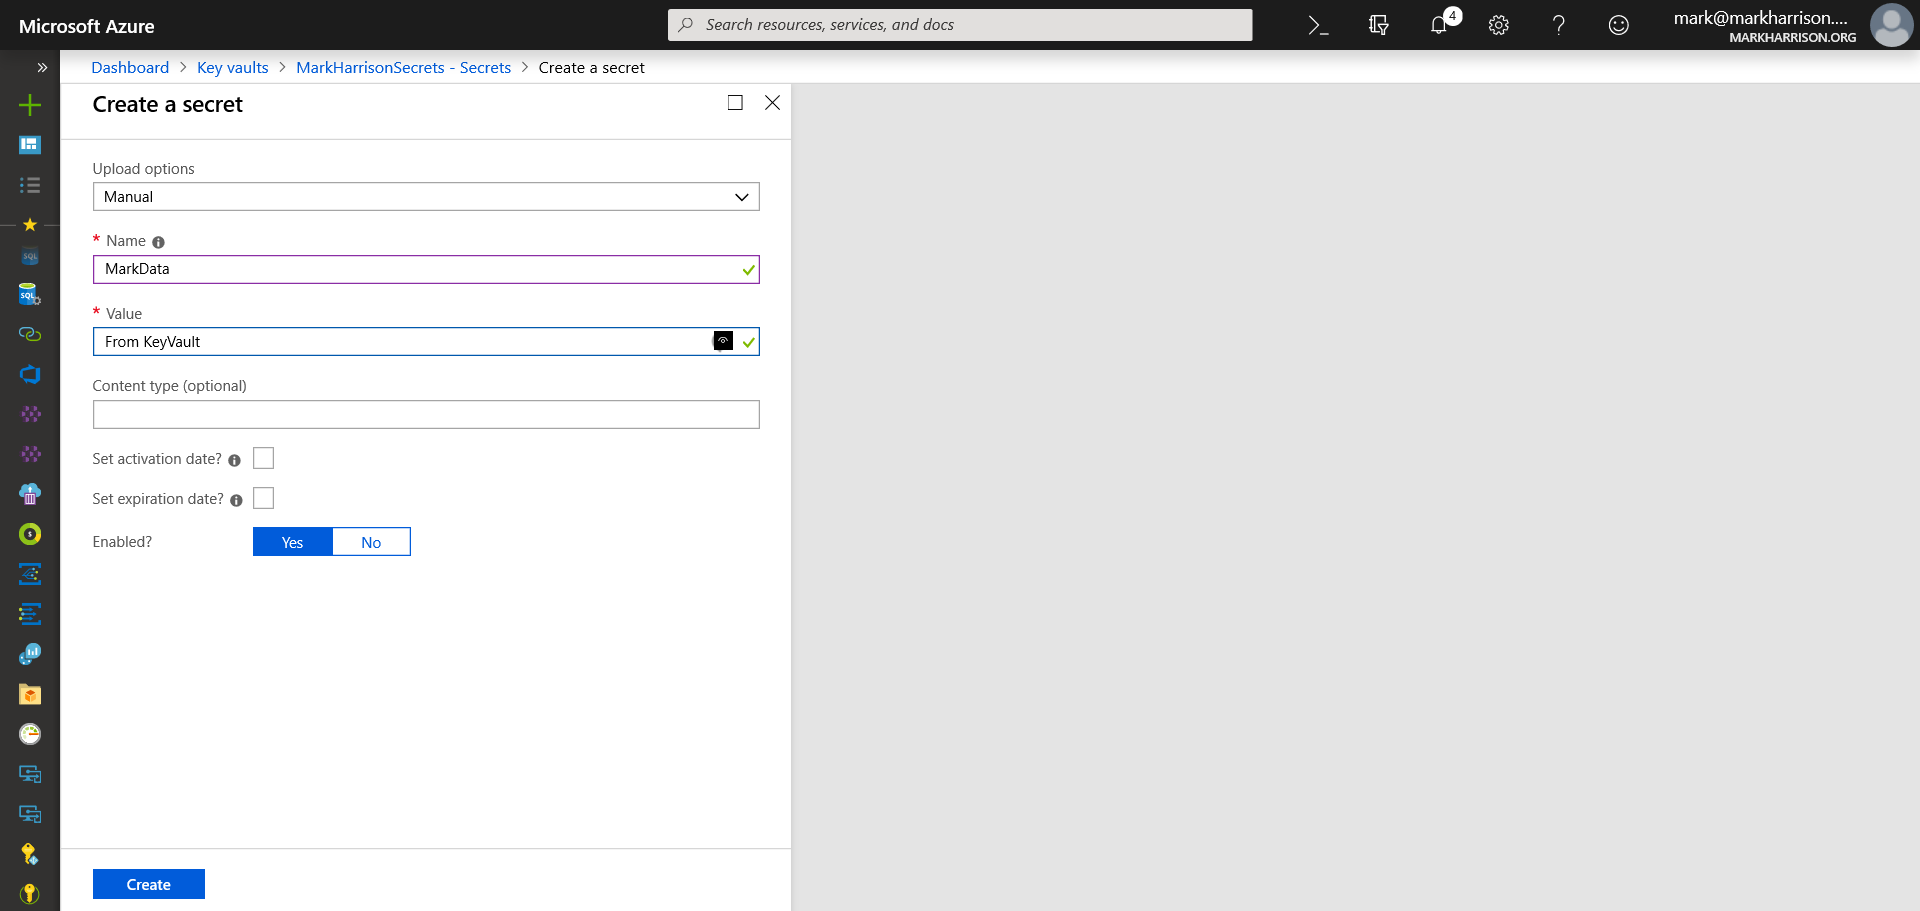 Microsoft Azure
Search resources, services, and docs
4
mark@markharrison....
MARKHARRISON.ORG
Dashboard > Key vaults > MarkHarrisonSecrets - Secrets > Create a secret
Create a secret
Upload options
Manual
* Name
MarkData
* Value
From KeyVault
Content type (optional)
Set activation date?
Set expiration date?
Enabled?
Yes No
Create
SQL
SQL